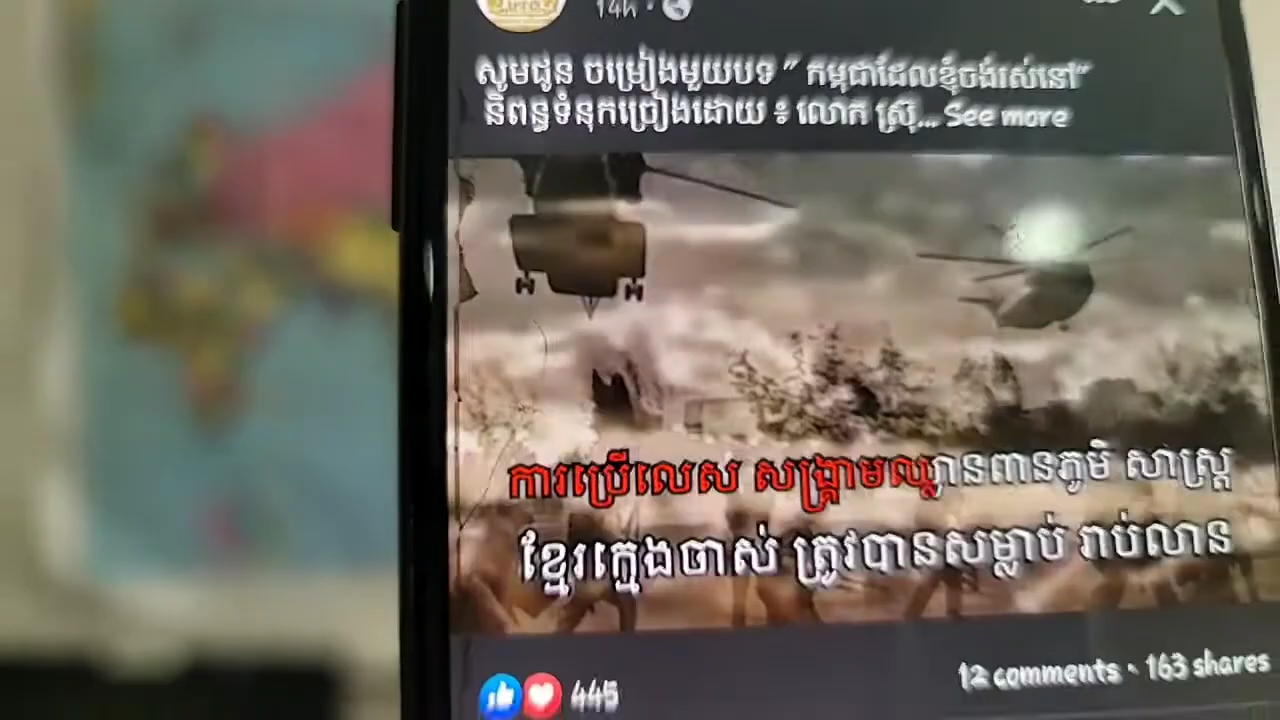 14h
សូមជូន ចម្រៀងមួយបទ " កម្ពុជាដែលខ្ញុំចង់រស់នៅ"
និពន្ធទំនុកច្រៀងដោយ ៖ លោក ស្រ៊ុ... See more
ការប្រើលេស សង្គ្រាមឈ្លានពានភូមិ សាស្ត្រ
ខ្មែរក្មេងចាស់ ត្រូវបានសម្លាប់ រាប់លាន
445
12 comments · 163 shares